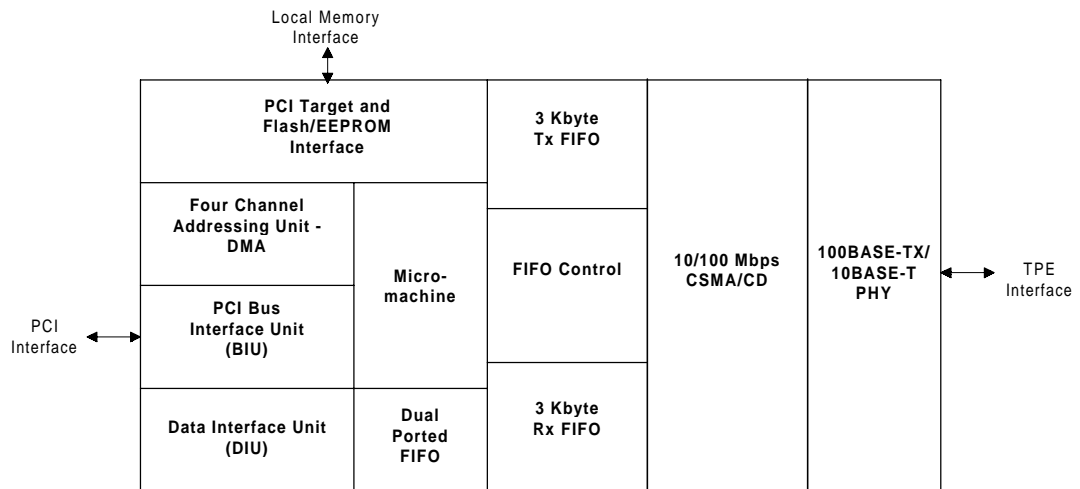 Local Memory
Interface
PCI Target and
Flash/EEPROM
Interface
3 Kbyte
Tx FIFO
Four Channel
Addressing Unit -
DMA
Micro-
machine
FIFO Control
10/100 Mbps
CSMA/CD
100BASE-TX/
10BASE-T
PHY
TPE
Interface
PCI
Interface
PCI Bus
Interface Unit
(BIU)
Data Interface Unit
(DIU)
Dual
Ported
FIFO
3 Kbyte
Rx FIFO